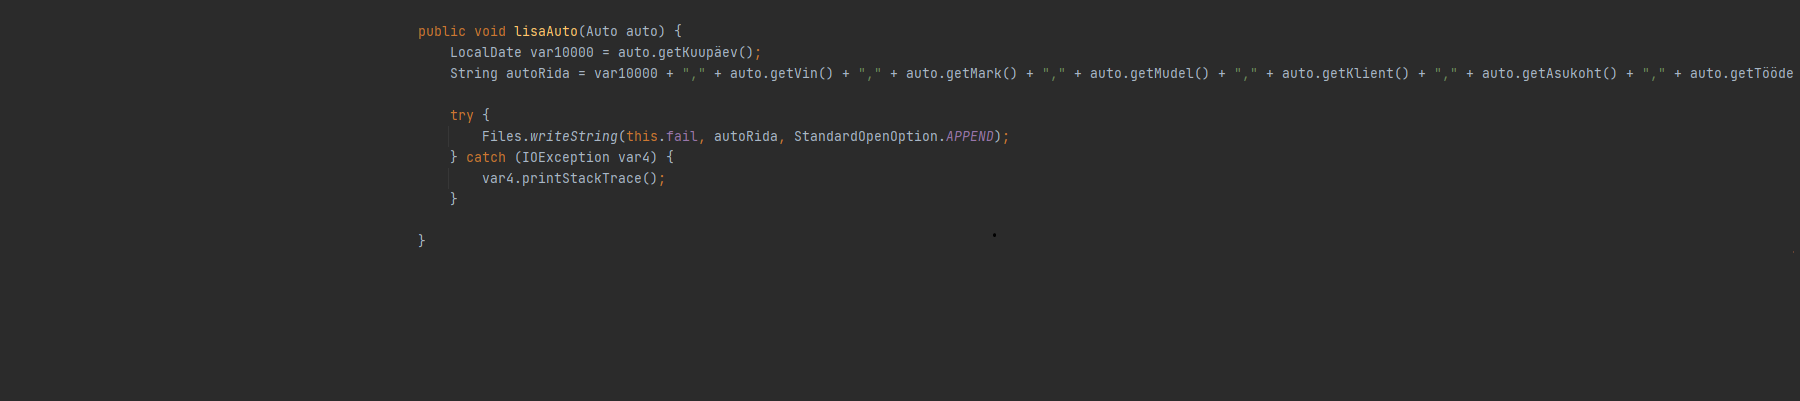 public void lisaAuto(Auto auto) {
LocalDate var10000 = auto.getKuupäev();
String autoRida = var10000 + "," + auto.getVin() + "," + auto.getMark() + "," + auto.getMudel() + "," + auto.getKlient() + "," + auto.getAsukoht() + "," + auto.getTööde
try {
Files.writeString(this.fail, autoRida, StandardOpenOption.APPEND);
} catch (IOException var4) {
var4.printStackTrace();
}
}